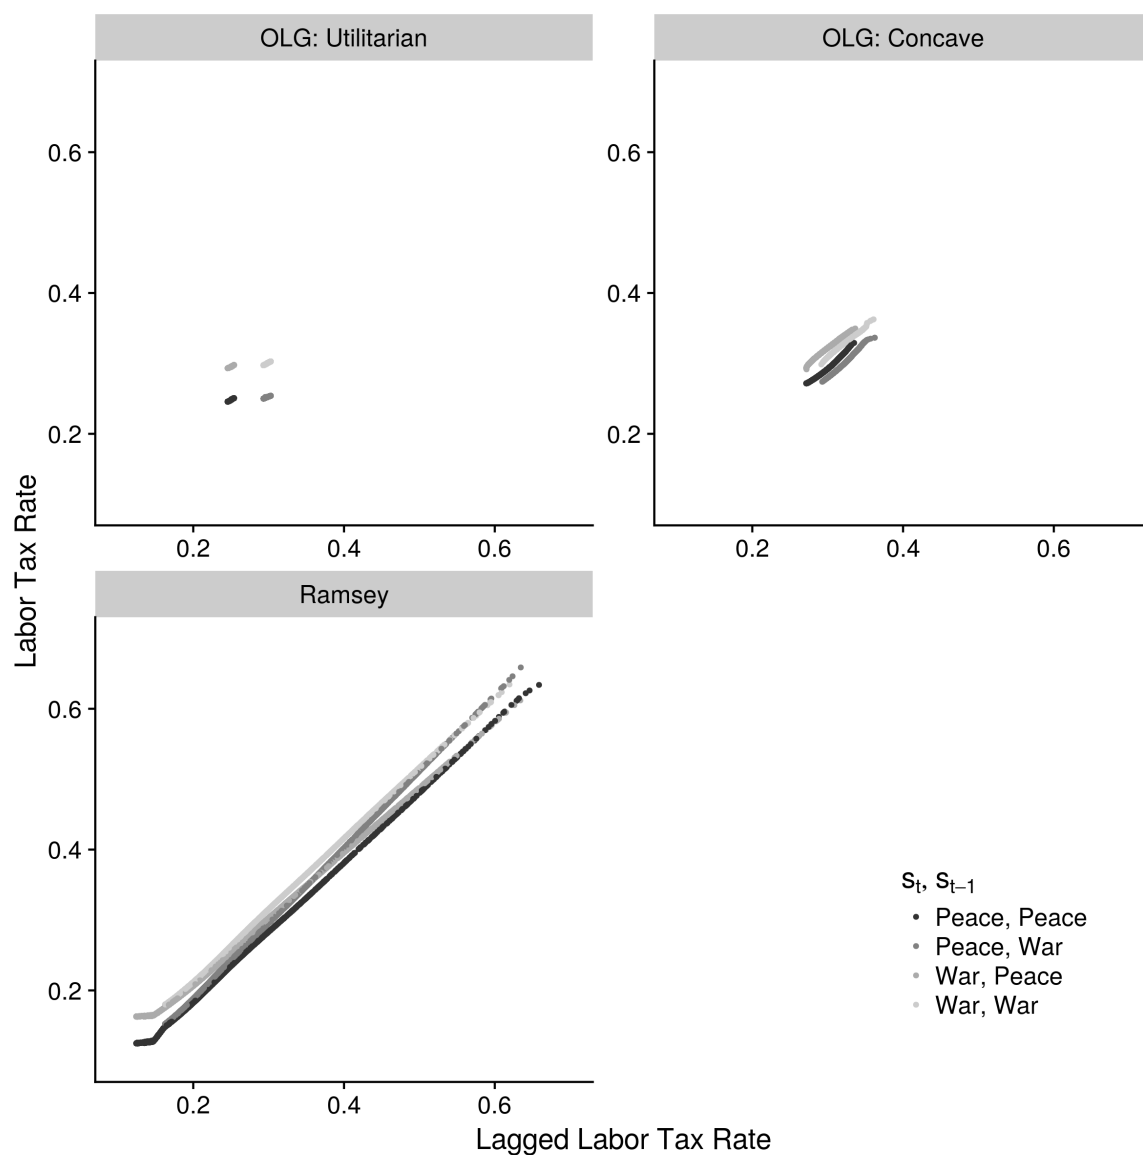 OLG: Utilitarian
OLG: Concave
0.6
0.4
0.2
0.2 0.4 0.6
0.6
0.4
0.2
0.2 0.4 0.6
Labor Tax Rate
Ramsey
0.6
0.4
0.2
0.2 0.4 0.6
Lagged Labor Tax Rate
sₜ, sₜ₋₁
Peace, Peace
Peace, War
War, Peace
War, War